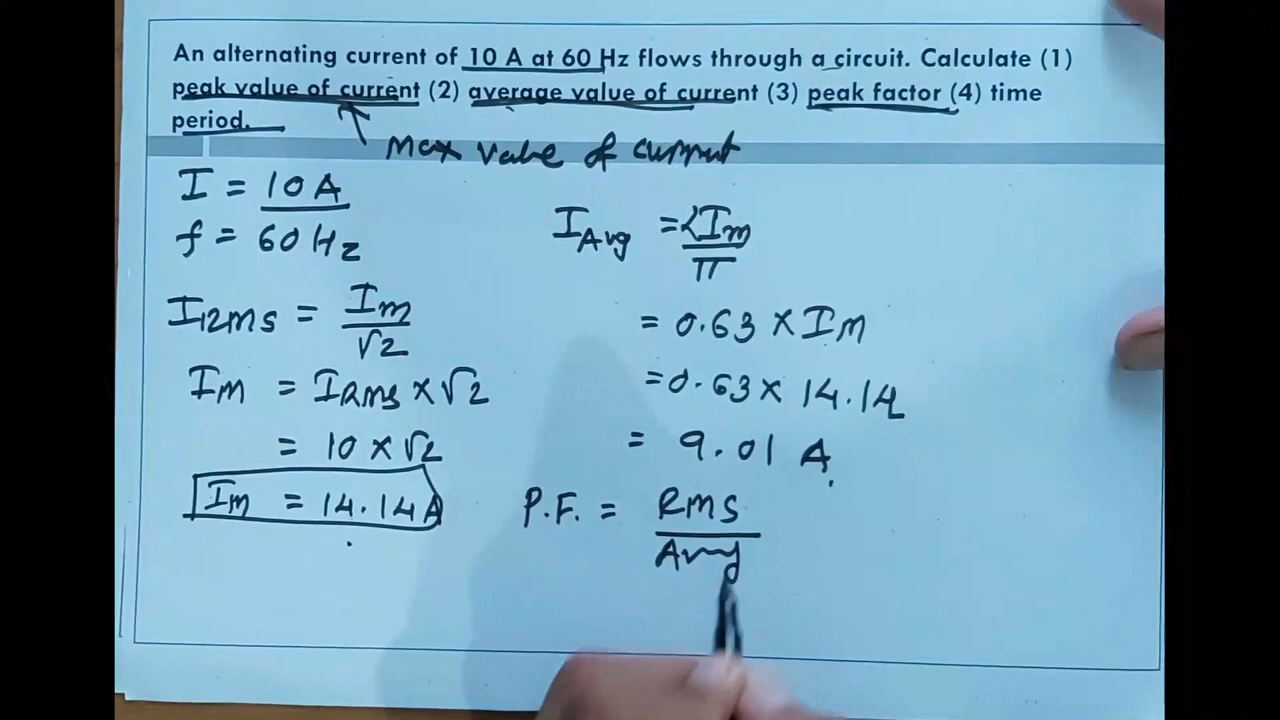 An alternating current of 10 A at 60 Hz flows through a circuit. Calculate (1)
peak value of current (2) average value of current (3) peak factor (4) time
period.
Max value of current
I = 10 A
f = 60 Hz
IRMS = Im / √2
Im = IRMS × √2
= 10 × √2
Im = 14.14 A
IAvg = 2Im / π
= 0.63 × Im
= 0.63 × 14.14
= 9.01 A
P.F. = RMS / Avg